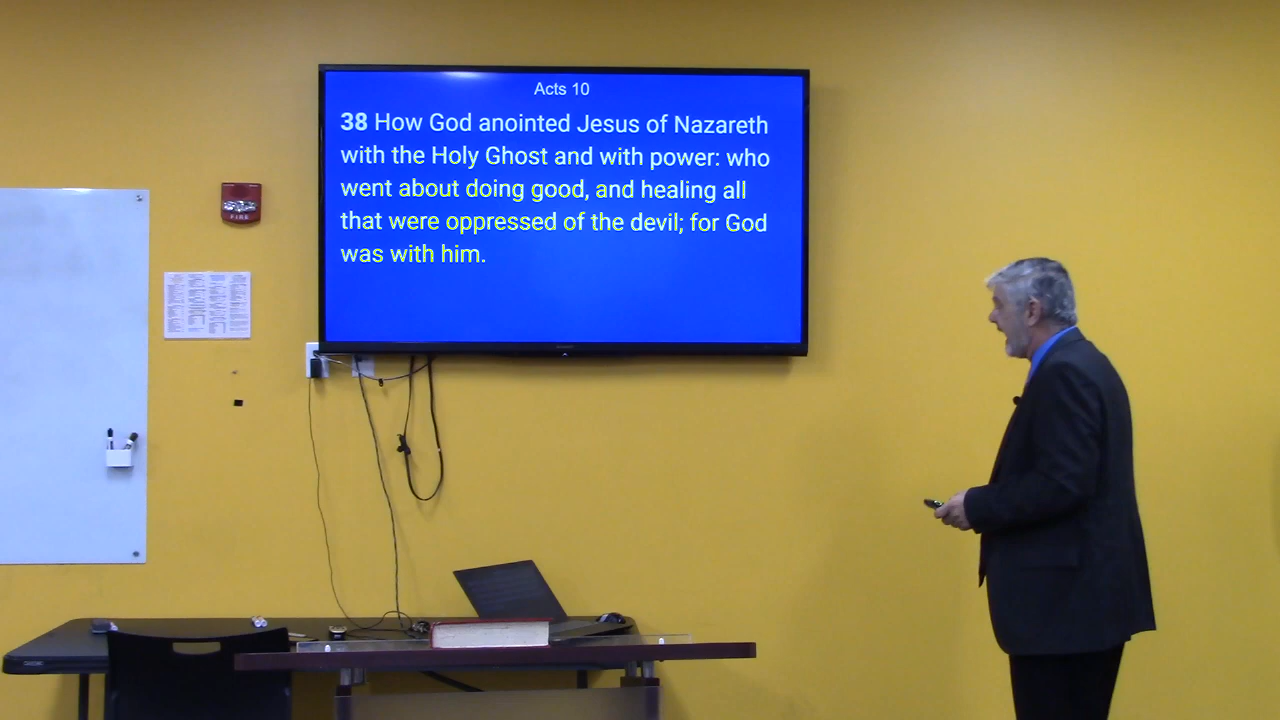 Acts 10
38 How God anointed Jesus of Nazareth
with the Holy Ghost and with power: who
went about doing good, and healing all
that were oppressed of the devil; for God
was with him.
FIRE